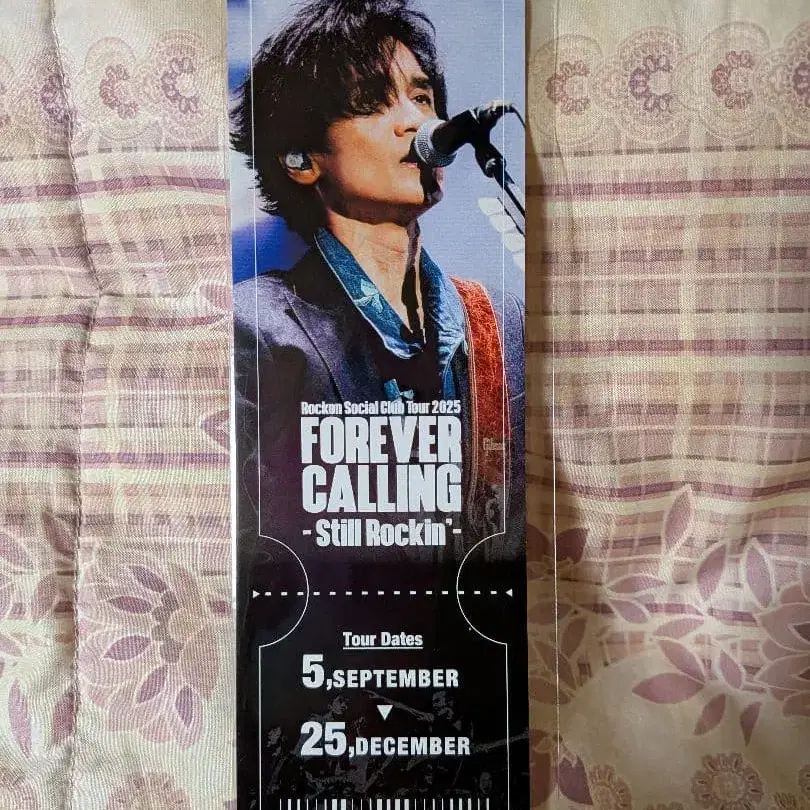 Rockon Social Club Tour 2025
FOREVER
CALLING
- Still Rockin' -
Tour Dates
5,SEPTEMBER
25,DECEMBER